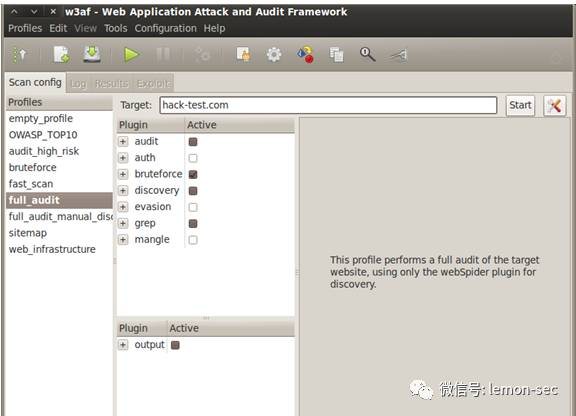 w3af - Web Application Attack and Audit Framework
Profiles Edit View Tools Configuration Help
Scan config Log Results Exploit
Profiles
empty_profile
OWASP_TOP10
audit_high_risk
bruteforce
fast_scan
full_audit
full_audit_manual_disc
sitemap
web_infrastructure
Target: hack-test.com Start
Plugin Active
audit
auth
bruteforce
discovery
evasion
grep
mangle
Plugin Active
output
This profile performs a full audit of the target
website, using only the webSpider plugin for
discovery.
微信号: lemon-sec